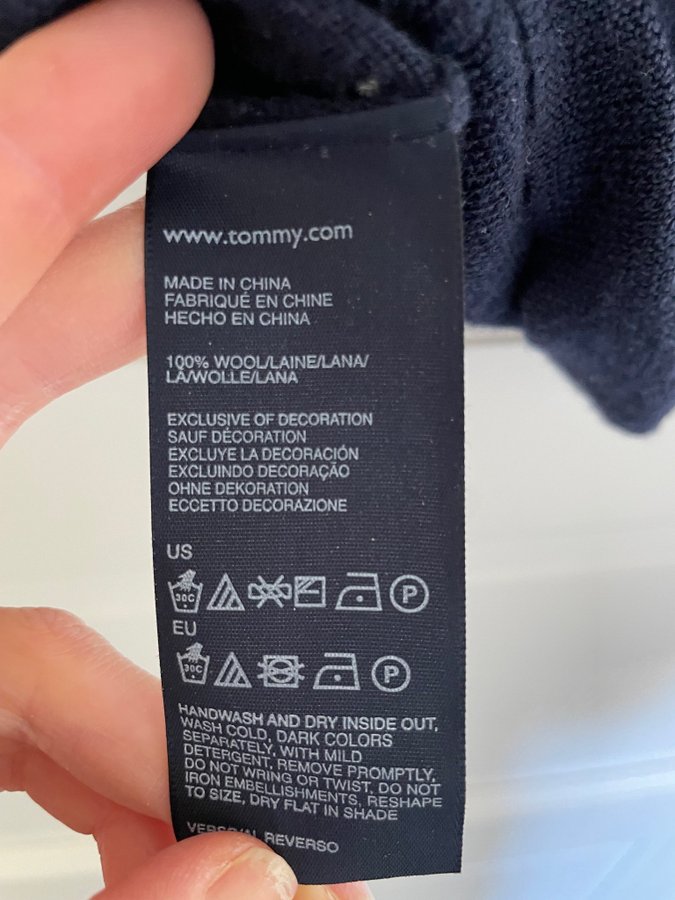 www.tommy.com
MADE IN CHINA
FABRIQUÉ EN CHINE
HECHO EN CHINA
100% WOOL/LAINE/LANA/
LÃ/WOLLE/LANA
EXCLUSIVE OF DECORATION
SAUF DÉCORATION
EXCLUYE LA DECORACIÓN
EXCLUINDO DECORAÇÃO
OHNE DEKORATION
ECCETTO DECORAZIONE
US
30C P
EU
30C P
HANDWASH AND DRY INSIDE OUT,
WASH COLD, DARK COLORS
SEPARATELY, WITH MILD
DETERGENT, REMOVE PROMPTLY,
DO NOT WRING OR TWIST, DO NOT
IRON EMBELLISHMENTS, RESHAPE
TO SIZE, DRY FLAT IN SHADE
REVERSO